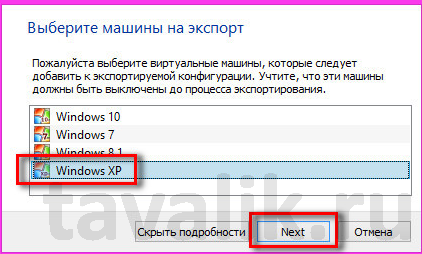 Выберите машины на экспорт
Пожалуйста выберите виртуальные машины, которые следует
добавить к экспортируемой конфигурации. Учтите, что эти машины
должны быть выключены до процесса экспортирования.
Windows 10
Windows 7
Windows 8.1
Windows XP
tavalik.ru
Скрыть подробности
Next
Отмена